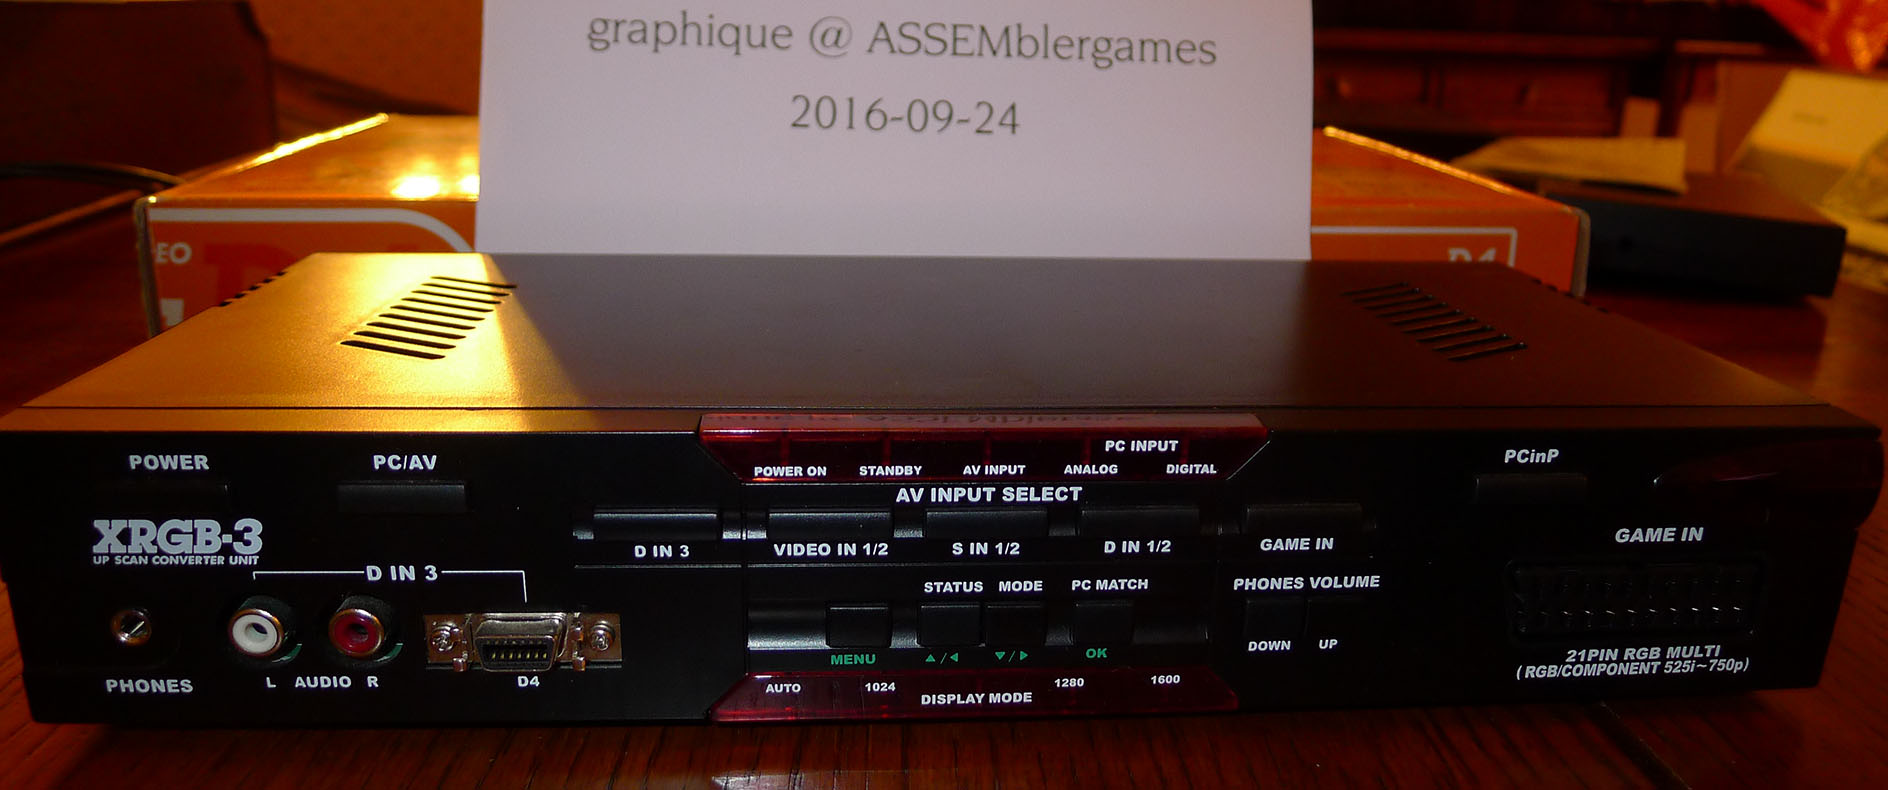 graphique @ ASSEMblergames
2016-09-24
EO
D4
POWER
PC/AV
PC INPUT
POWER ON STANDBY AV INPUT ANALOG DIGITAL
PCinP
AV INPUT SELECT
XRGB-3
UP SCAN CONVERTER UNIT
D IN 3 VIDEO IN 1/2 S IN 1/2 D IN 1/2 GAME IN
GAME IN
D IN 3
STATUS MODE PC MATCH
PHONES VOLUME
DOWN UP
MENU ▲/◀ ▼/▶ OK
PHONES
L AUDIO R
D4
AUTO 1024 1280 1600
DISPLAY MODE
21PIN RGB MULTI
(RGB/COMPONENT 525i~750p)